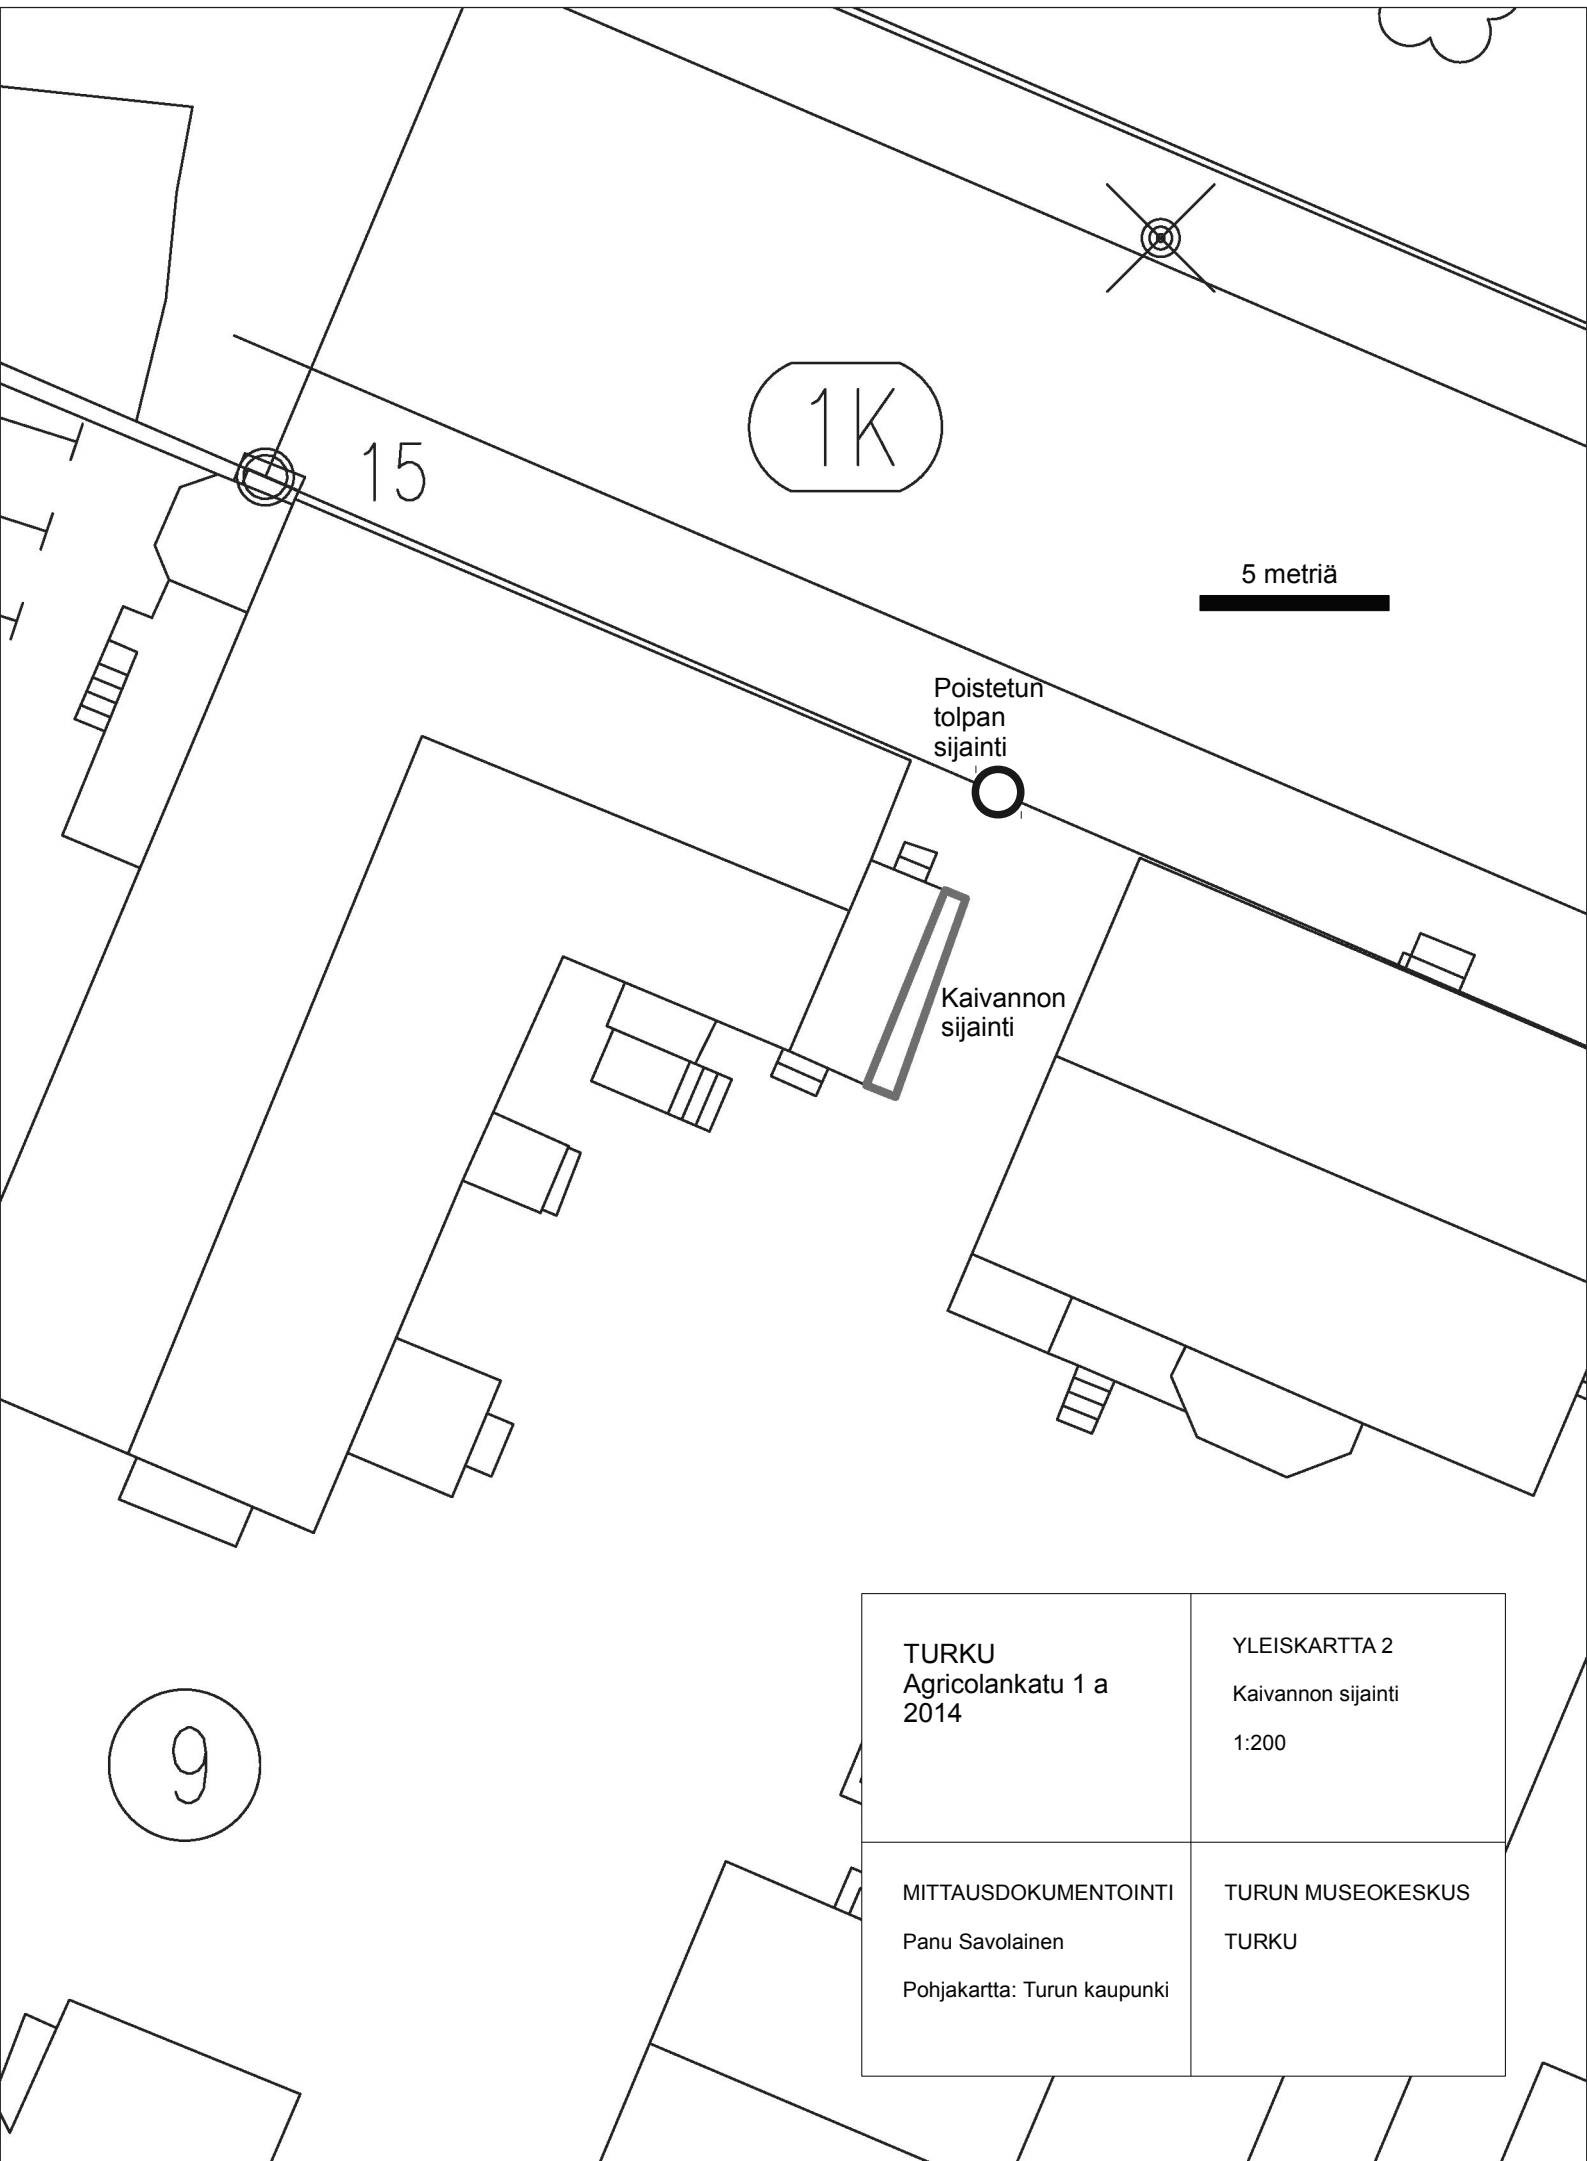 1K
15
5 metriä
Poistetun
tolpan
sijainti
Kaivannon
sijainti
TURKU
Agricolankatu 1 a
2014
YLEISKARTTA 2
Kaivannon sijainti
1:200
9
MITTAUSDOKUMENTOINTI
Panu Savolainen
Pohjakartta: Turun kaupunki
TURUN MUSEOKESKUS
TURKU